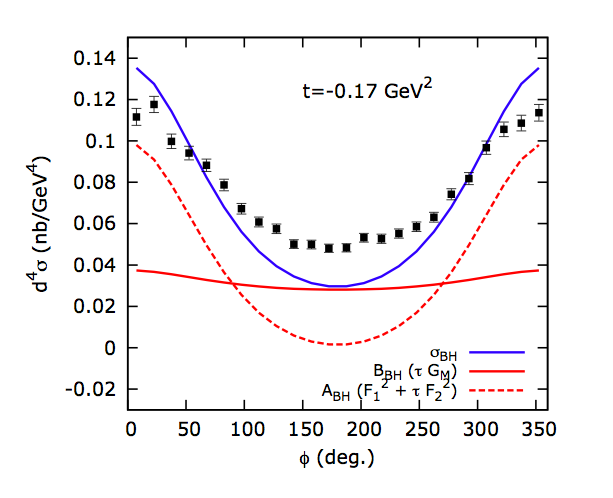 t=-0.17 GeV²
0.14
0.12
0.1
0.08
0.06
0.04
0.02
0
-0.02
d⁴σ (nb/GeV⁴)
σBH
BBH (τ GM)
ABH (F₁² + τ F₂²)
0 50 100 150 200 250 300 350
ϕ (deg.)